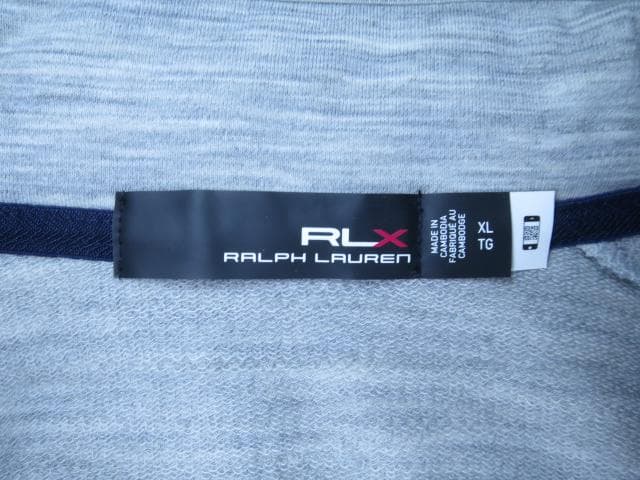 RLX
RALPH LAUREN
MADE IN
CAMBODIA
FABRIQUÉ AU
CAMBODGE
XL
TG